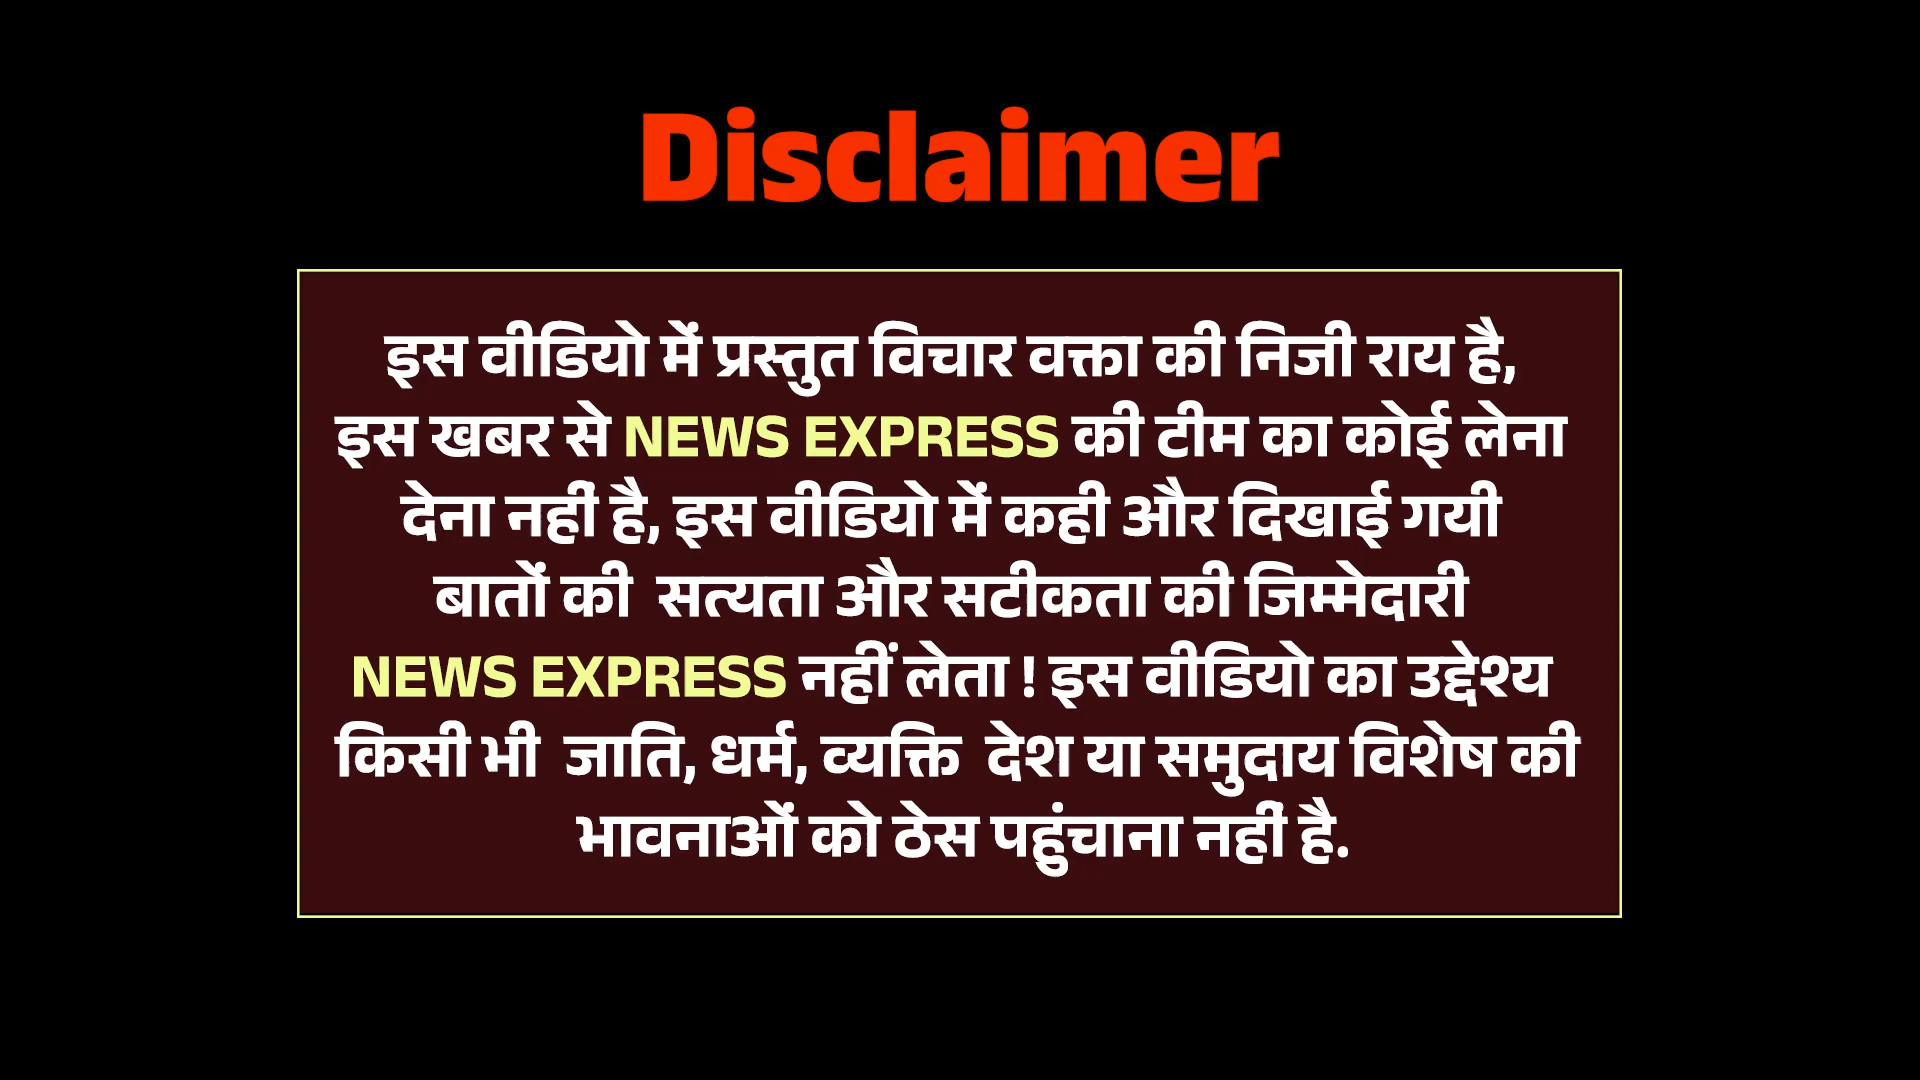 Disclaimer
इस वीडियो में प्रस्तुत विचार वक्ता की निजी राय है,
इस खबर से NEWS EXPRESS की टीम का कोई लेना
देना नहीं है, इस वीडियो में कही और दिखाई गयी
बातों की सत्यता और सटीकता की जिम्मेदारी
NEWS EXPRESS नहीं लेता ! इस वीडियो का उद्देश्य
किसी भी जाति, धर्म, व्यक्ति देश या समुदाय विशेष की
भावनाओं को ठेस पहुंचाना नहीं है.